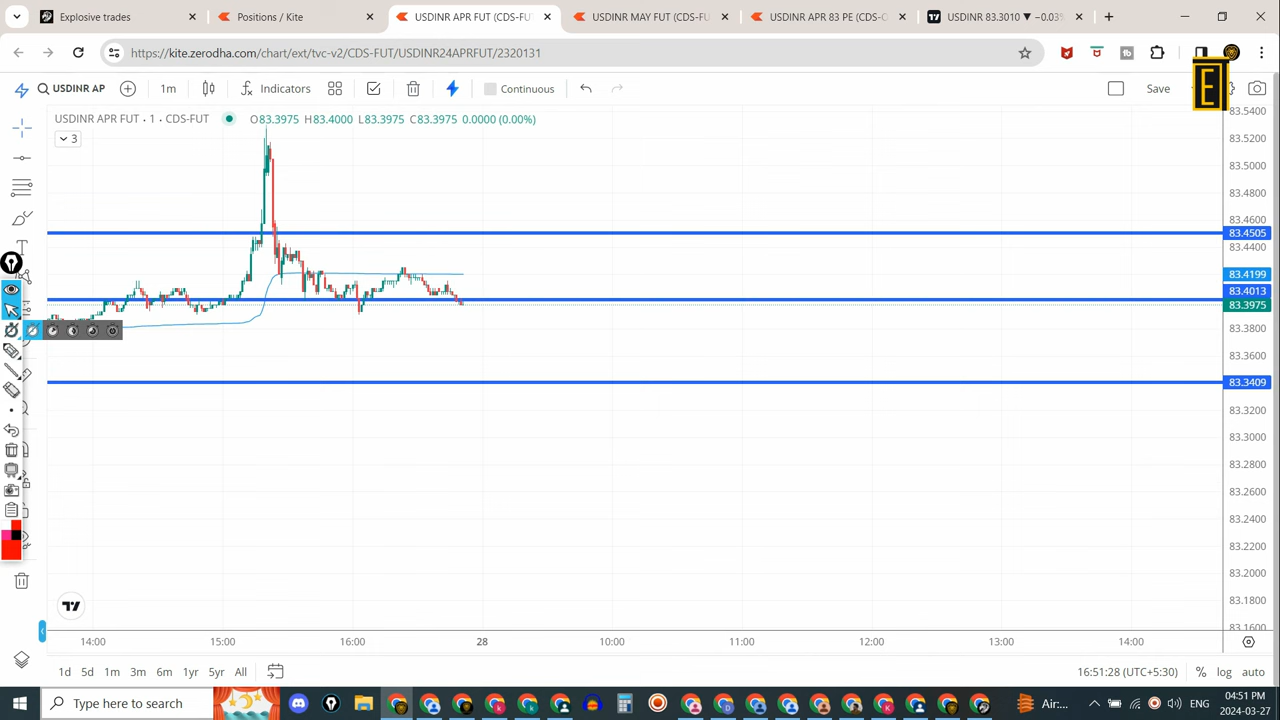 Explosive trades
Positions / Kite
USDINR APR FUT (CDS-FUT
USDINR MAY FUT (CDS-FU
USDINR APR 83 PE (CDS-O
USDINR 83.3010 ▼ −0.03%
https://kite.zerodha.com/chart/ext/tvc-v2/CDS-FUT/USDINR24APRFUT/2320131
USDINR AP
1m
Indicators
Continuous
Save
E
USDINR APR FUT · 1 · CDS-FUT
O83.3975 H83.4000 L83.3975 C83.3975 0.0000 (0.00%)
3
83.5400
83.5200
83.5000
83.4800
83.4600
83.4505
83.4400
83.4199
83.4013
83.3975
83.3800
83.3600
83.3409
83.3200
83.3000
83.2800
83.2600
83.2400
83.2200
83.2000
83.1800
83.1600
14:00
15:00
16:00
28
10:00
11:00
12:00
13:00
14:00
1d 5d 1m 3m 6m 1yr 5yr All
16:51:28 (UTC+5:30)
% log auto
Type here to search
Air:...
04:51 PM
2024-03-27